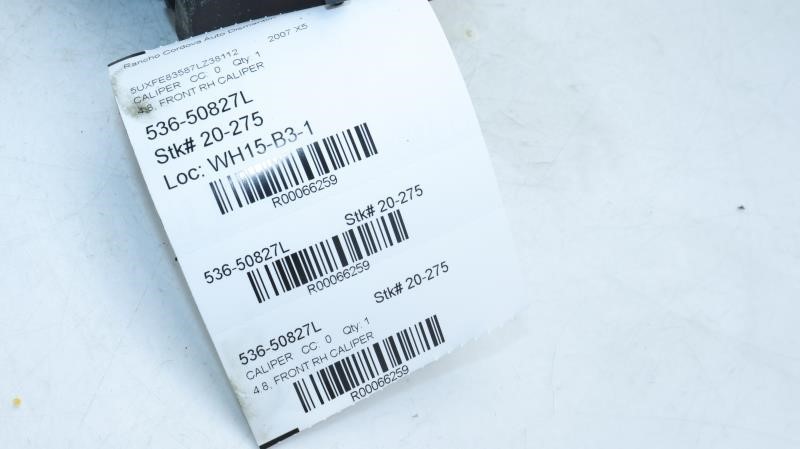 Rancho Cordova Auto Dismantl
5UXFE83587LZ38112 2007 X5
CALIPER CC: 0 Qty: 1
4.8. FRONT RH CALIPER
536-50827L
Stk# 20-275
Loc: WH15-B3-1
R00066259
536-50827L Stk# 20-275
R00066259
536-50827L Stk# 20-275
CALIPER CC: 0 Qty: 1
4.8. FRONT RH CALIPER
R00066259